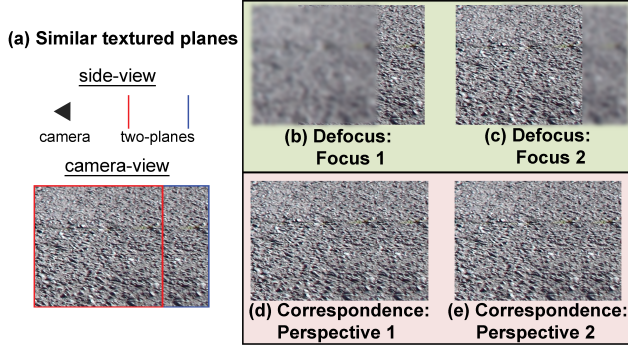 (a) Similar textured planes
side-view
camera
two-planes
camera-view
(b) Defocus:
Focus 1
(c) Defocus:
Focus 2
(d) Correspondence:
Perspective 1
(e) Correspondence:
Perspective 2